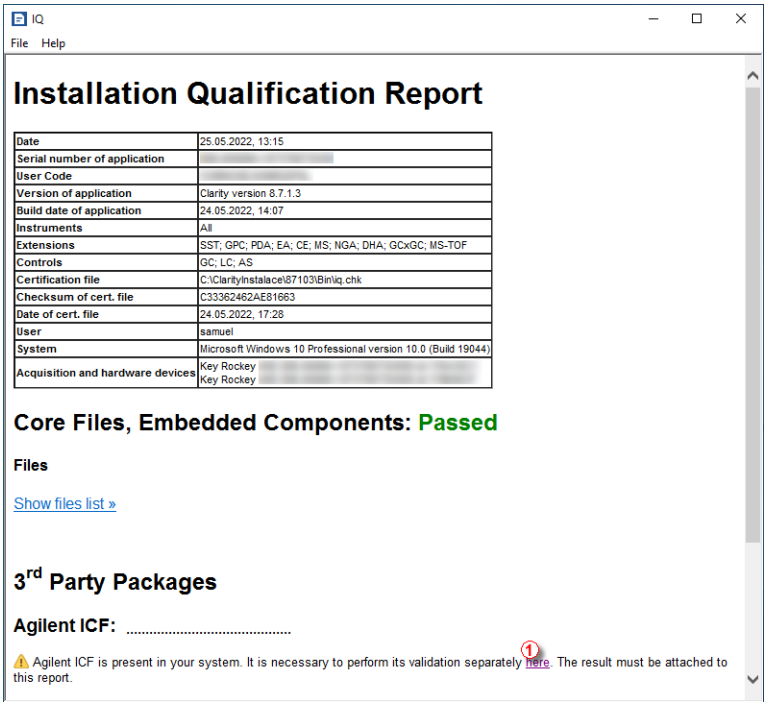 IQ
File Help
Installation Qualification Report
Date 25.05.2022, 13:15
Serial number of application
User Code
Version of application Clarity version 8.7.1.3
Build date of application 24.05.2022, 14:07
Instruments All
Extensions SST; GPC; PDA; EA; CE; MS; NGA; DHA; GCxGC; MS-TOF
Controls GC; LC; AS
Certification file C:\ClarityInstalace\87103\Bin\iq.chk
Checksum of cert. file C33362462AE81663
Date of cert. file 24.05.2022, 17:28
User samuel
System Microsoft Windows 10 Professional version 10.0 (Build 19044)
Acquisition and hardware devices Key Rockey
Key Rockey
Core Files, Embedded Components: Passed
Files
Show files list »
3rd Party Packages
Agilent ICF: ...........................................
1
Agilent ICF is present in your system. It is necessary to perform its validation separately here. The result must be attached to
this report.